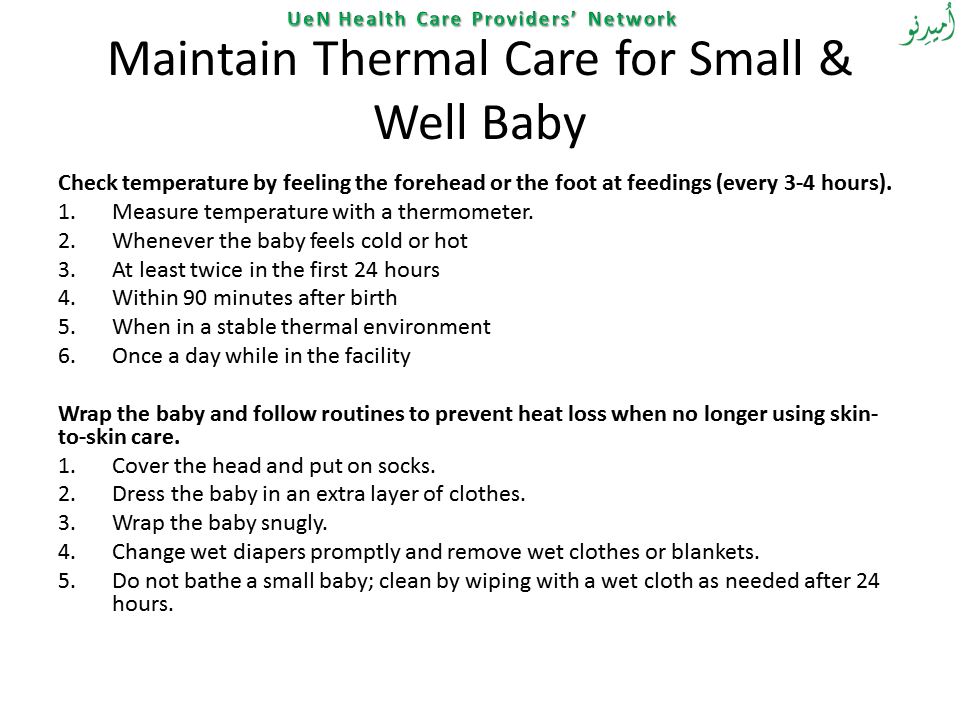 UeN Health Care Providers’ Network
اُمیدِنو
Maintain Thermal Care for Small &
Well Baby
Check temperature by feeling the forehead or the foot at feedings (every 3-4 hours).
1. Measure temperature with a thermometer.
2. Whenever the baby feels cold or hot
3. At least twice in the first 24 hours
4. Within 90 minutes after birth
5. When in a stable thermal environment
6. Once a day while in the facility
Wrap the baby and follow routines to prevent heat loss when no longer using skin-
to-skin care.
1. Cover the head and put on socks.
2. Dress the baby in an extra layer of clothes.
3. Wrap the baby snugly.
4. Change wet diapers promptly and remove wet clothes or blankets.
5. Do not bathe a small baby; clean by wiping with a wet cloth as needed after 24
hours.